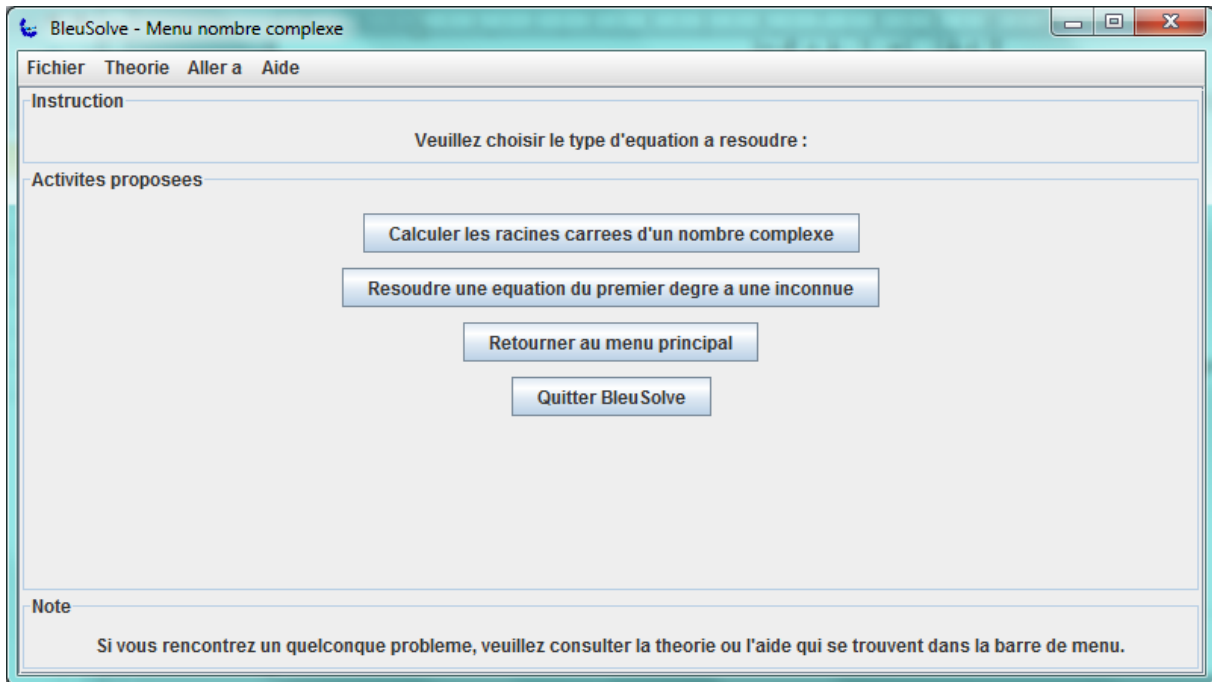 BleuSolve - Menu nombre complexe
Fichier Theorie Aller a Aide
Instruction
Veuillez choisir le type d'equation a resoudre :
Activites proposees
Calculer les racines carrees d'un nombre complexe
Resoudre une equation du premier degre a une inconnue
Retourner au menu principal
Quitter BleuSolve
Note
Si vous rencontrez un quelconque probleme, veuillez consulter la theorie ou l'aide qui se trouvent dans la barre de menu.